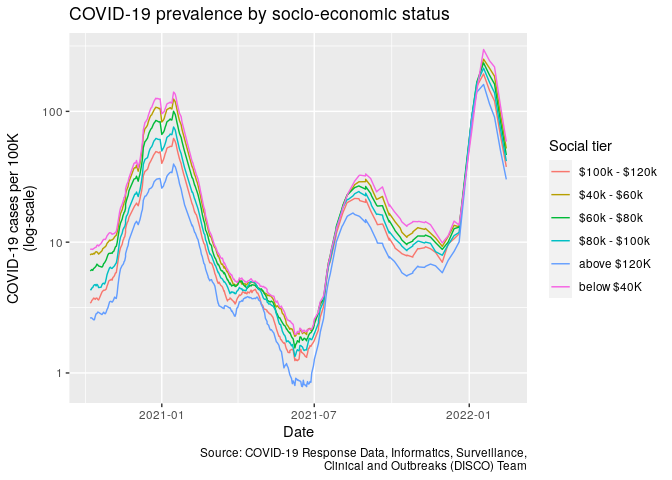 COVID-19 prevalence by socio-economic status
COVID-19 cases per 100K
(log-scale)
100
10
1
2021-01
2021-07
2022-01
Date
Social tier
$100k - $120k
$40k - $60k
$60k - $80k
$80k - $100k
above $120K
below $40K
Source: COVID-19 Response Data, Informatics, Surveillance,
Clinical and Outbreaks (DISCO) Team